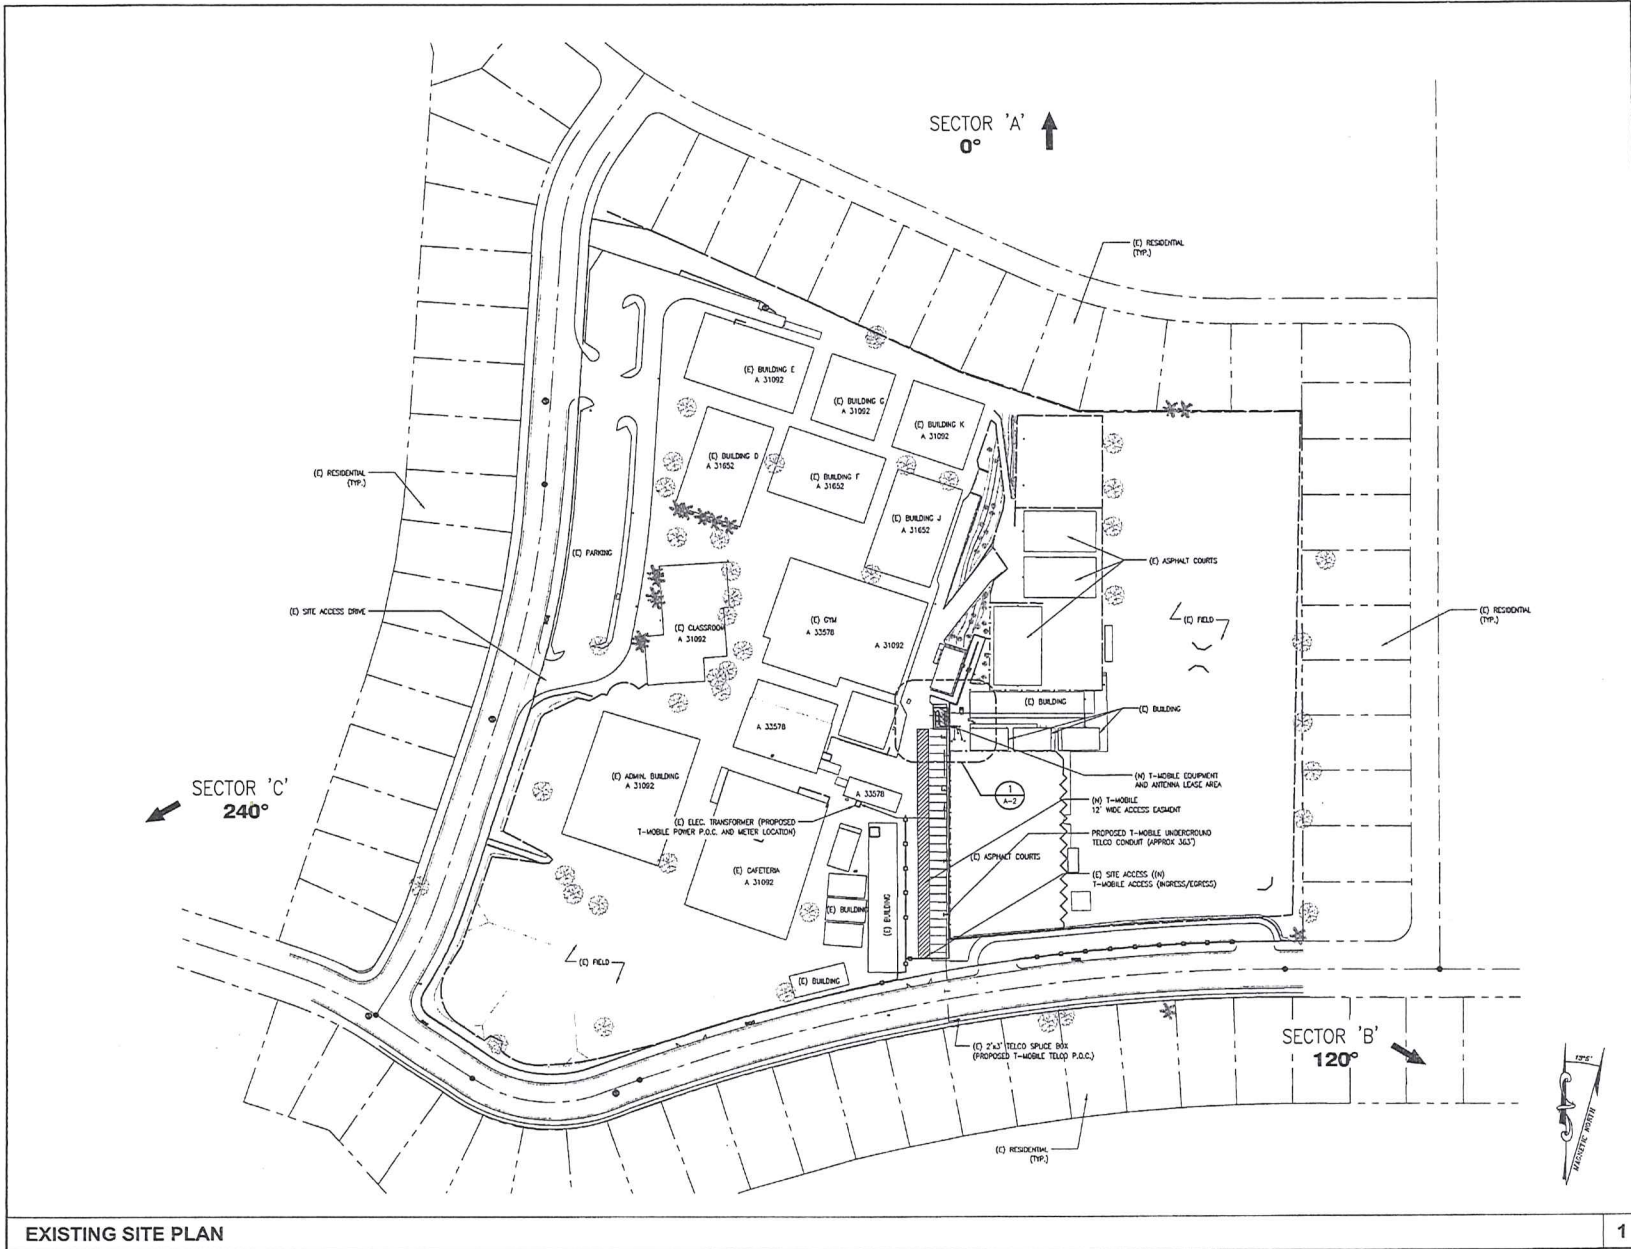 SECTOR 'A'
0°
(E) RESIDENTIAL
(TYP.)
(E) BUILDING E
A 31092
(E) BUILDING G
A 31092
(E) BUILDING K
A 31092
(E) BUILDING D
A 31652
(E) BUILDING F
A 31652
(E) BUILDING J
A 31652
(E) RESIDENTIAL
(TYP.)
(E) PARKING
(E) ASPHALT COURTS
(E) SITE ACCESS DRIVE
(E) CLASSROOM
A 31092
(E) GYM
A 33578
A 31092
(E) FIELD
(E) RESIDENTIAL
(TYP.)
(E) BUILDING
(E) BUILDING
A 33578
SECTOR 'C'
240°
(E) ADMIN. BUILDING
A 31092
A 33578
1
A-2
(N) T-MOBILE EQUIPMENT
AND ANTENNA LEASE AREA
(N) T-MOBILE
12' WIDE ACCESS EASMENT
(E) ELEC. TRANSFORMER (PROPOSED
T-MOBILE POWER P.O.C. AND METER LOCATION)
PROPOSED T-MOBILE UNDERGROUND
TELCO CONDUIT (APPROX 363')
(E) ASPHALT COURTS
(E) CAFETERIA
A 31092
(E) SITE ACCESS ((N)
T-MOBILE ACCESS (INGRESS/EGRESS)
(E) BUILDING
(E) BUILDING
(E) FIELD
(E) BUILDING
SECTOR 'B'
120°
(E) 2'x3' TELCO SPLICE BOX
(PROPOSED T-MOBILE TELCO P.O.C.)
MAGNETIC NORTH
(E) RESIDENTIAL
(TYP.)
EXISTING SITE PLAN
1